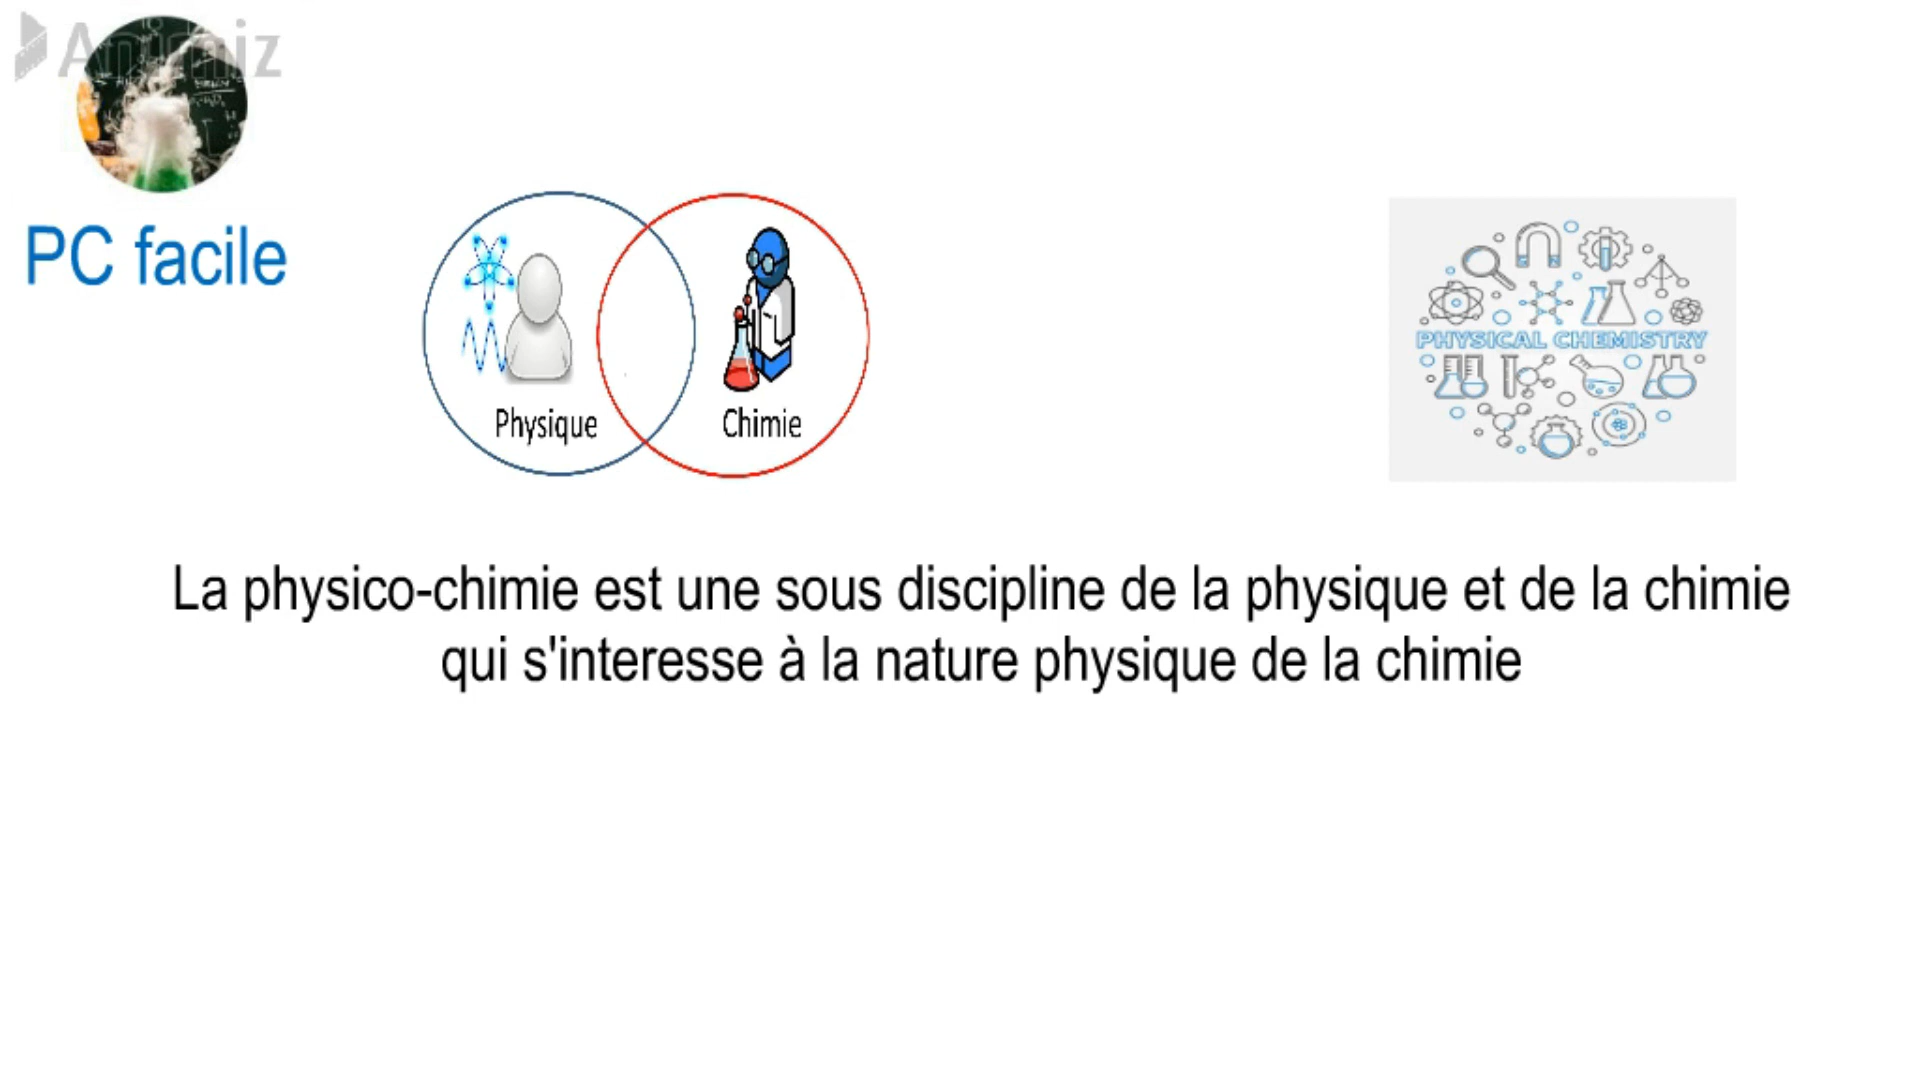 Animiz
PC facile
Physique
Chimie
PHYSICAL CHEMISTRY
La physico-chimie est une sous discipline de la physique et de la chimie
qui s'interesse à la nature physique de la chimie